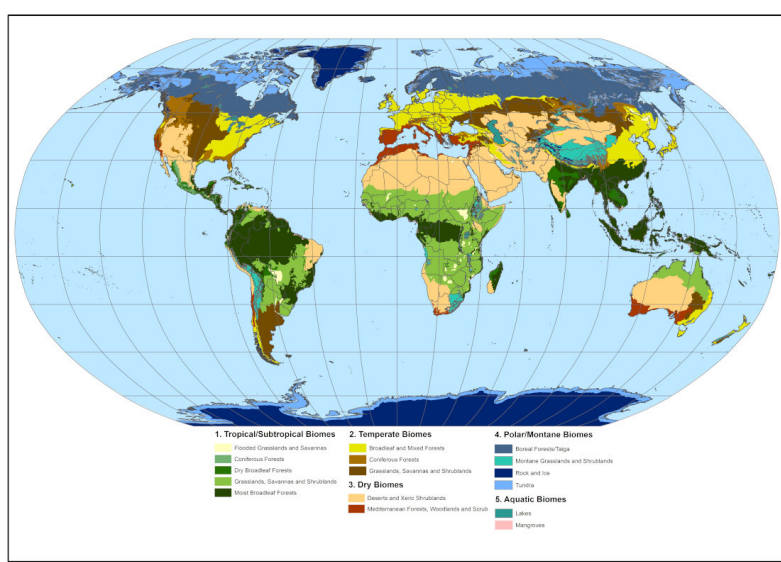 1. Tropical/Subtropical Biomes
Flooded Grasslands and Savannas
Coniferous Forests
Dry Broadleaf Forests
Grasslands, Savannas and Shrublands
Moist Broadleaf Forests
2. Temperate Biomes
Broadleaf and Mixed Forests
Coniferous Forests
Grasslands, Savannas and Shrublands
3. Dry Biomes
Deserts and Xeric Shrublands
Mediterranean Forests, Woodlands and Scrub
4. Polar/Montane Biomes
Boreal Forests/Taiga
Montane Grasslands and Shrublands
Rock and Ice
Tundra
5. Aquatic Biomes
Lakes
Mangroves